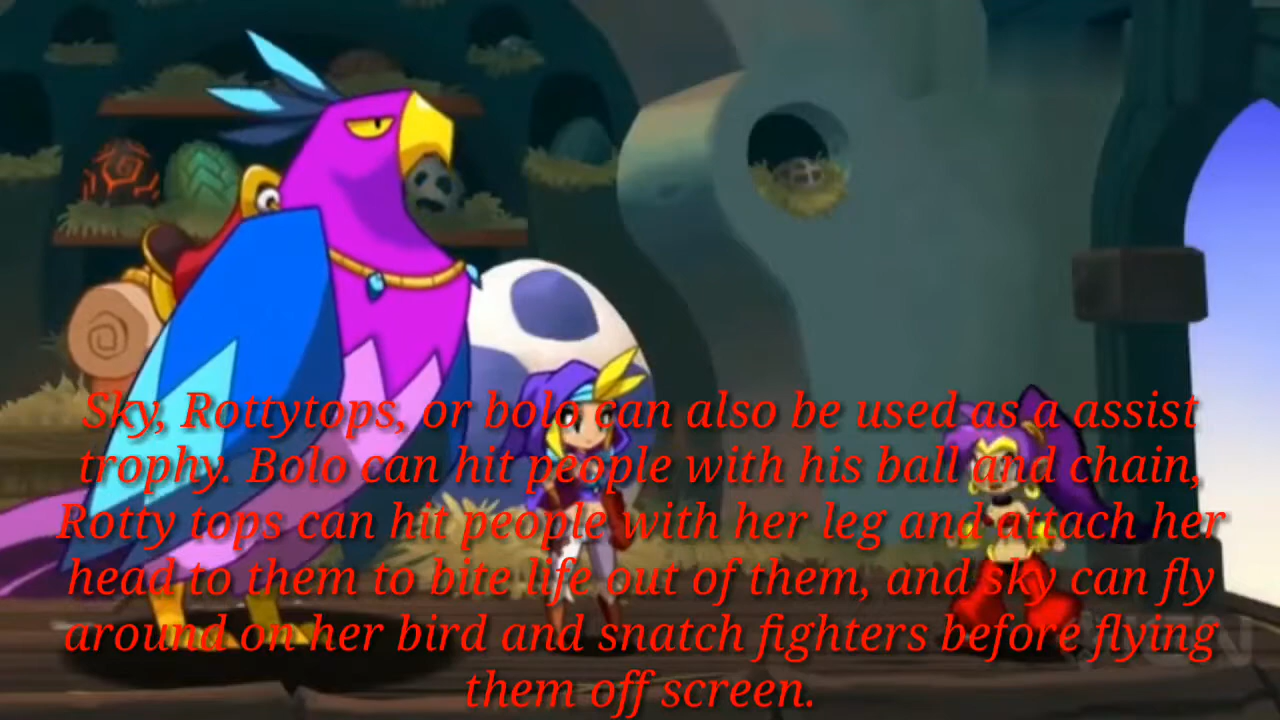 Sky, Rottytops, or bolo can also be used as a assist
trophy. Bolo can hit people with his ball and chain,
Rotty tops can hit people with her leg and attach her
head to them to bite life out of them, and sky can fly
around on her bird and snatch fighters before flying
them off screen.